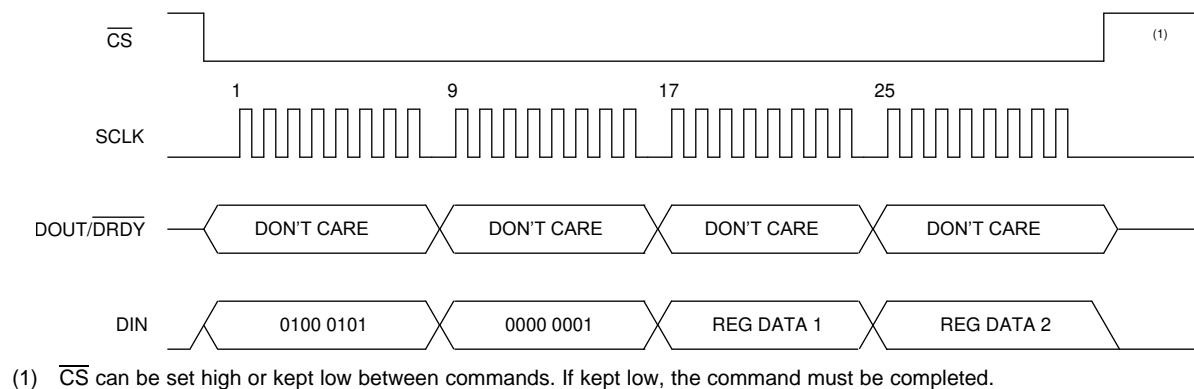 CS (1)
1 9 17 25
SCLK
DOUT/DRDY DON'T CARE DON'T CARE DON'T CARE DON'T CARE
DIN 0100 0101 0000 0001 REG DATA 1 REG DATA 2
(1) CS can be set high or kept low between commands. If kept low, the command must be completed.